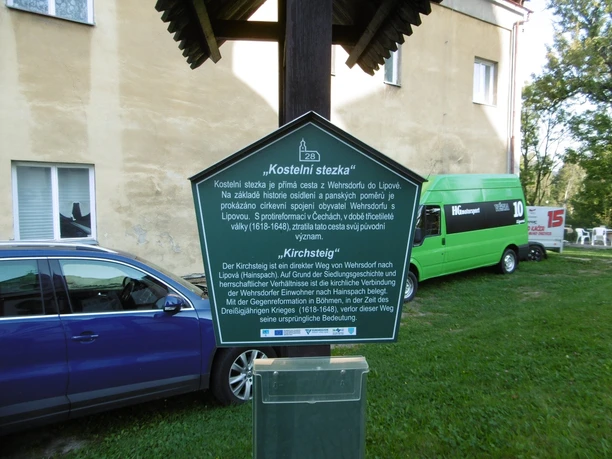 28
„Kostelní stezka“
Kostelní stezka je přímá cesta z Wehrsdorfu do Lipové.
Na základě historie osídlení a panských poměrů je
prokázáno církevní spojení obyvatel Wehrsdorfu s
Lipovou. S protireformací v Čechách, v době třicetileté
války (1618-1648), ztratila tato cesta svůj původní
význam.
„Kirchsteig“
Der Kirchsteig ist ein direkter Weg von Wehrsdorf nach
Lipová (Hainspach). Auf Grund der Siedlungsgeschichte und
herrschaftlicher Verhältnisse ist die kirchliche Verbindung
der Wehrsdorfer Einwohner nach Hainspach belegt.
Mit der Gegenreformation in Böhmen, in der Zeit des
Dreißigjährigen Krieges (1618-1648), verlor dieser Weg
seine ursprüngliche Bedeutung.
motorsport
10
15